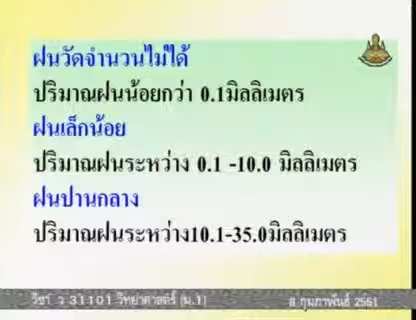 ฝนวัดจำนวนไม่ได้
ปริมาณฝนน้อยกว่า 0.1มิลลิเมตร
ฝนเล็กน้อย
ปริมาณฝนระหว่าง 0.1 -10.0 มิลลิเมตร
ฝนปานกลาง
ปริมาณฝนระหว่าง10.1-35.0มิลลิเมตร
วิชา ว 31101 วิทยาศาสตร์ (ม.1)
กุมภาพันธ์ 2551